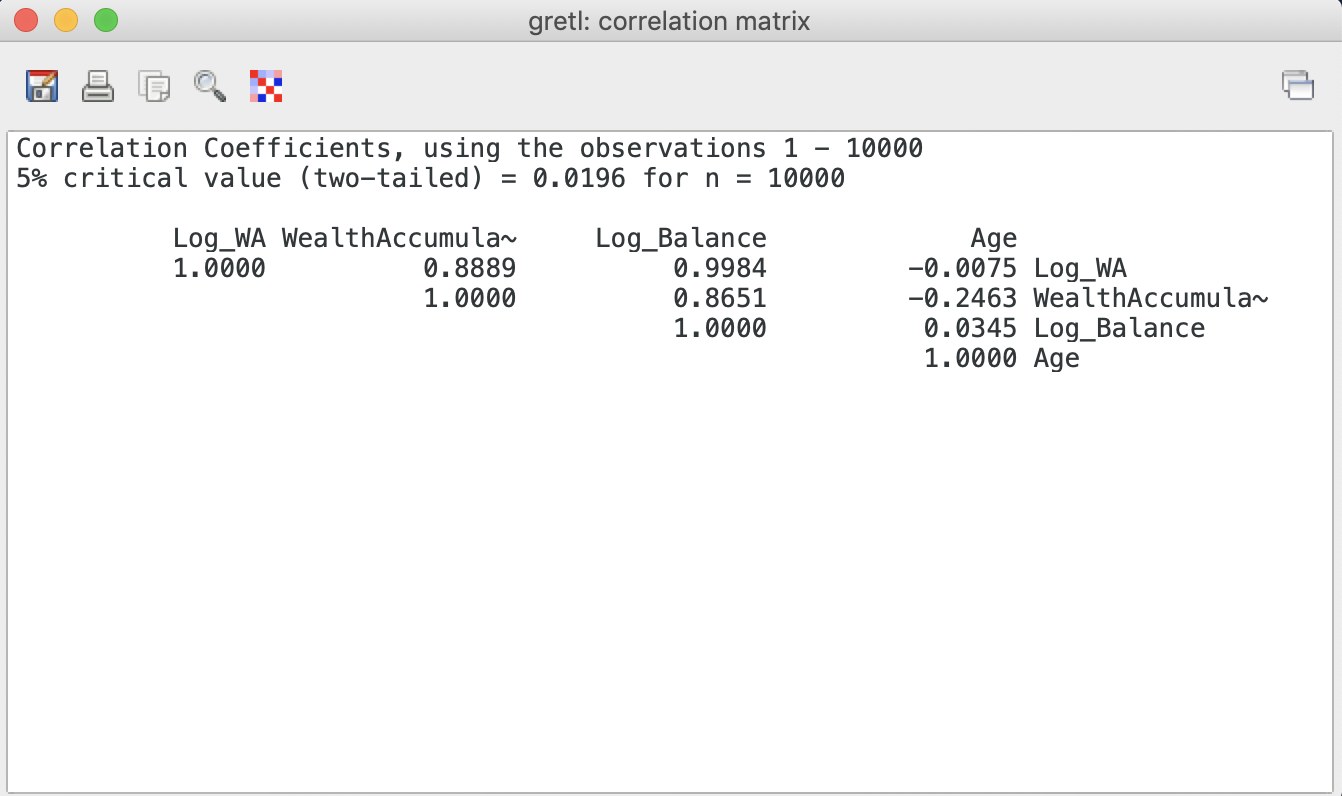 gretl: correlation matrix
Correlation Coefficients, using the observations 1 - 10000
5% critical value (two-tailed) = 0.0196 for n = 10000
Log_WA WealthAccumula~ Log_Balance Age
1.0000 0.8889 0.9984 -0.0075 Log_WA
1.0000 0.8651 -0.2463 WealthAccumula~
1.0000 0.0345 Log_Balance
1.0000 Age